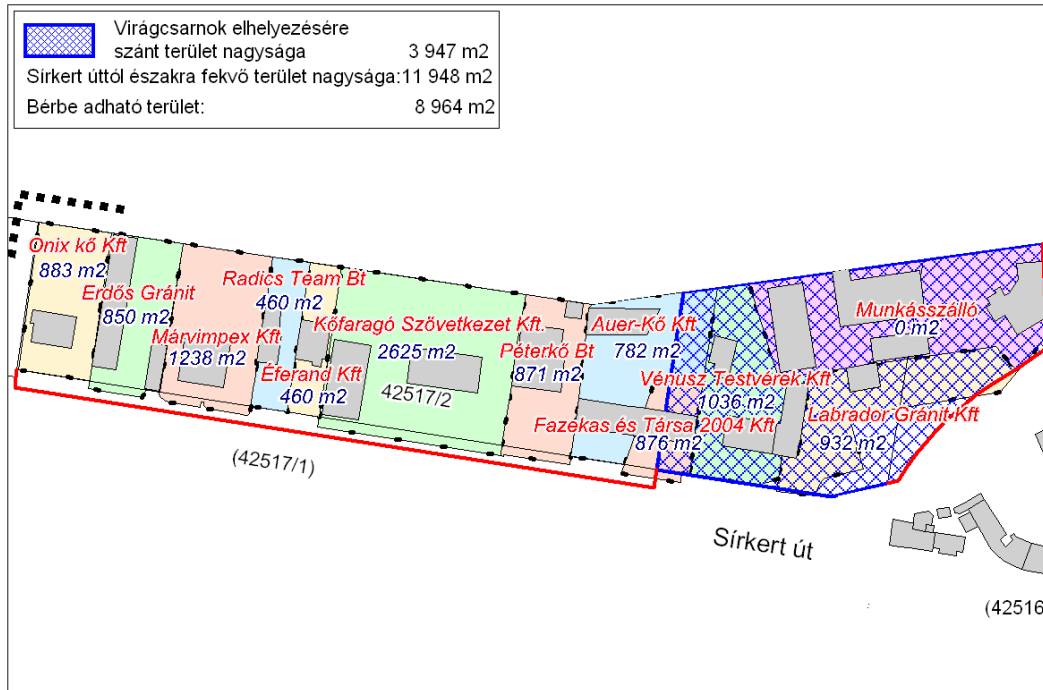 Virágcsarnok elhelyezésére
szánt terület nagysága 3 947 m2
Sírkert úttól északra fekvő terület nagysága:11 948 m2
Bérbe adható terület: 8 964 m2
Onix kő Kft
883 m2
Erdős Gránit
850 m2
Márvimpex Kft
1238 m2
Radics Team Bt
460 m2
Éferand Kft
460 m2
Kőfaragó Szövetkezet Kft.
2625 m2
42517/2
Péterkő Bt
871 m2
Auer-Kő Kft
782 m2
Fazekas és Társa 2004 Kft
876 m2
Vénusz Testvérek Kft
1036 m2
Munkásszálló
0 m2
Labrador Gránit Kft
932 m2
(42517/1)
Sírkert út
(42516